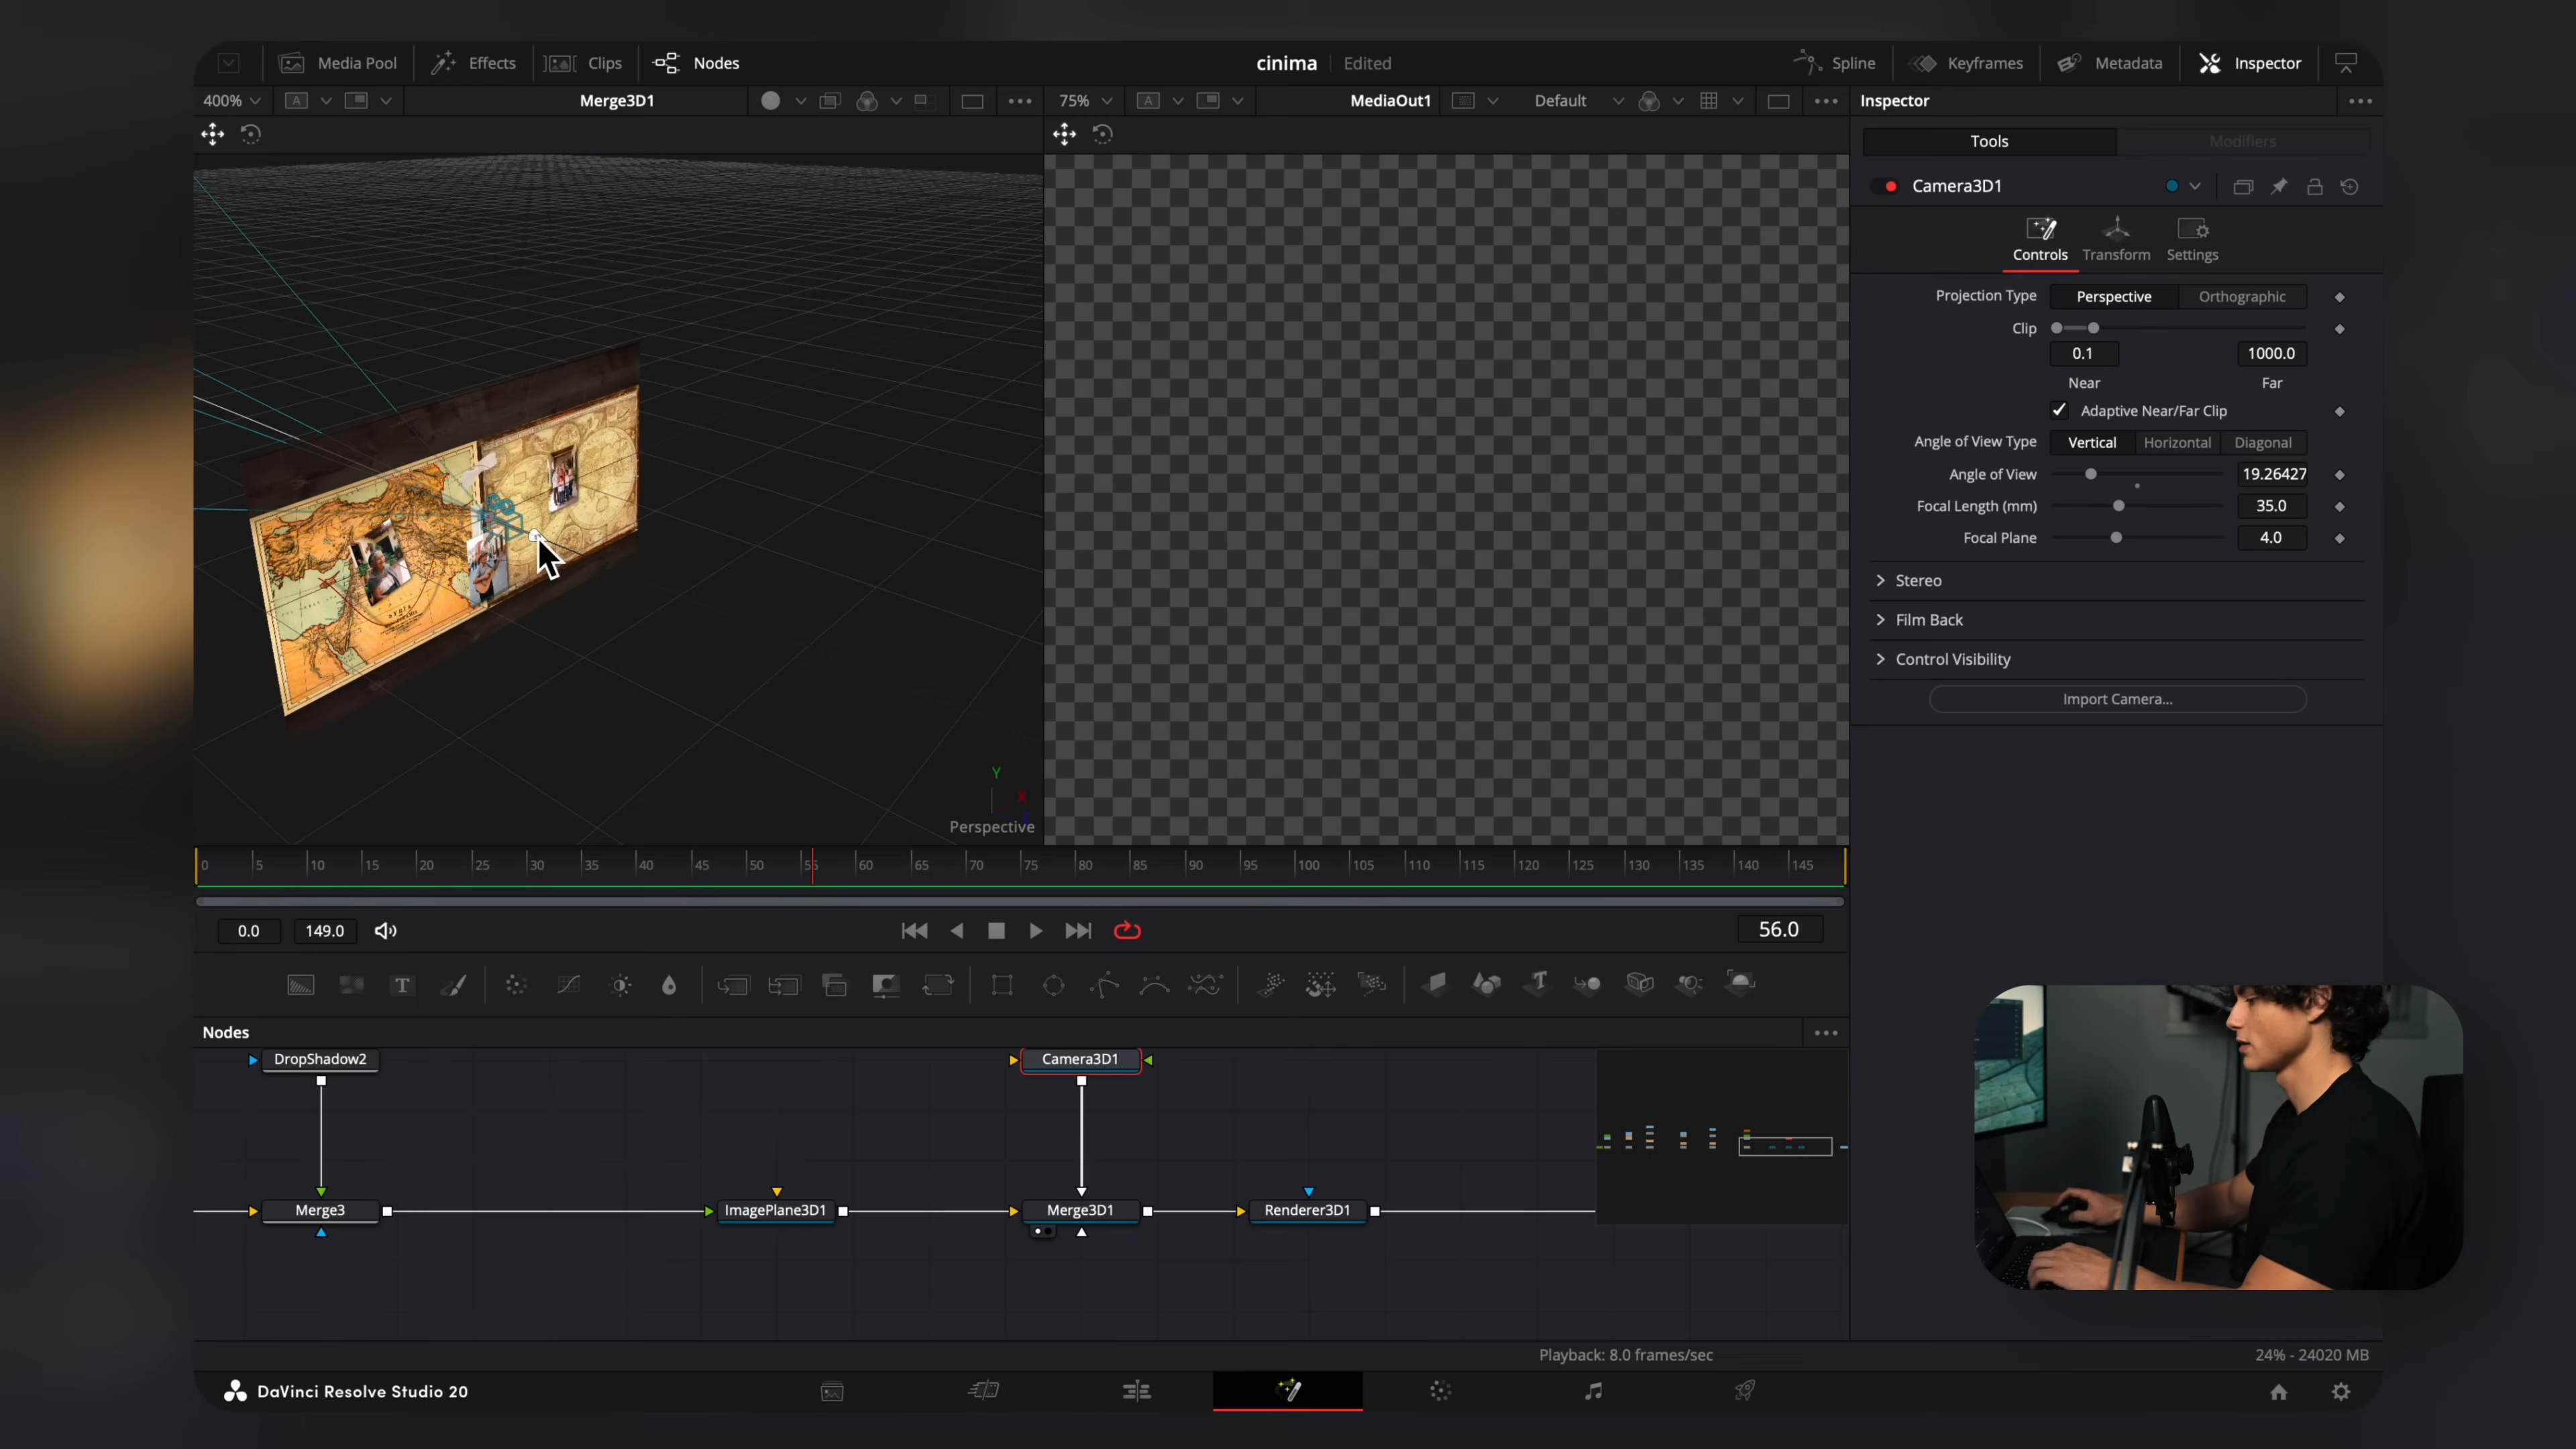 Media Pool
Effects
Clips
Nodes
cinima
Edited
Spline
Keyframes
Metadata
Inspector
400%
A
Merge3D1
75%
A
MediaOut1
Default
Inspector
Tools
Modifiers
Camera3D1
Controls
Transform
Settings
Projection Type
Perspective
Orthographic
Clip
0.1
1000.0
Near
Far
Adaptive Near/Far Clip
Angle of View Type
Vertical
Horizontal
Diagonal
Angle of View
19.26427
Focal Length (mm)
35.0
Focal Plane
4.0
Stereo
Film Back
Control Visibility
Import Camera...
Y
X
Perspective
0 5 10 15 20 25 30 35 40 45 50 55 60 65 70 75 80 85 90 95 100 105 110 115 120 125 130 135 140 145
0.0
149.0
56.0
T
T
Nodes
DropShadow2
Camera3D1
Merge3
ImagePlane3D1
Merge3D1
Renderer3D1
Playback: 8.0 frames/sec
24% - 24020 MB
DaVinci Resolve Studio 20